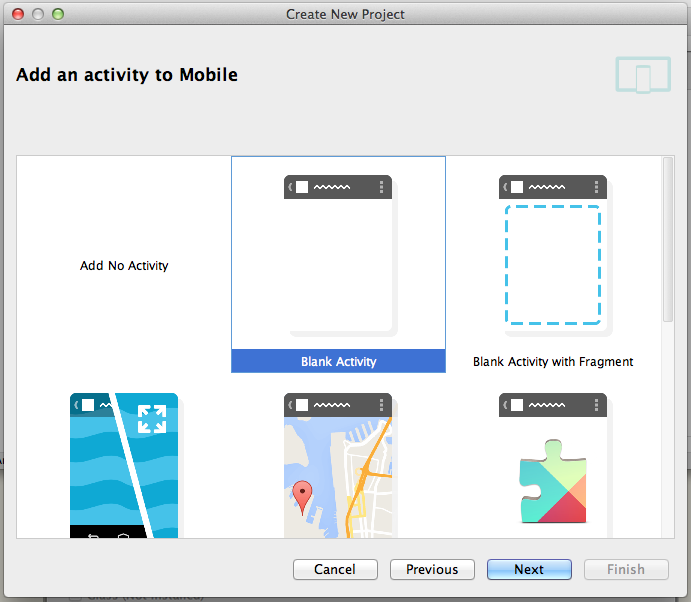 Create New Project
Add an activity to Mobile
Add No Activity
Blank Activity
Blank Activity with Fragment
Cancel
Previous
Next
Finish